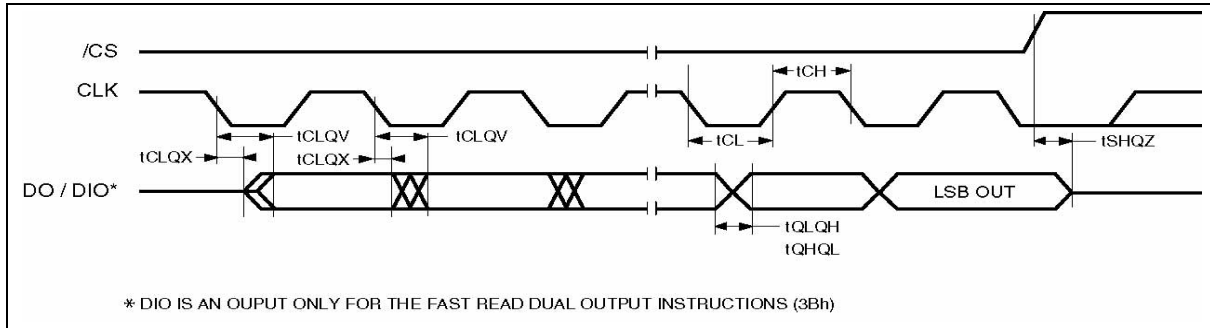 /CS
CLK
tCH
tCLQV
tCLQV
tCL
tSHQZ
tCLQX
tCLQX
DO / DIO*
LSB OUT
tQLQH
tQHQL
* DIO IS AN OUPUT ONLY FOR THE FAST READ DUAL OUTPUT INSTRUCTIONS (3Bh)